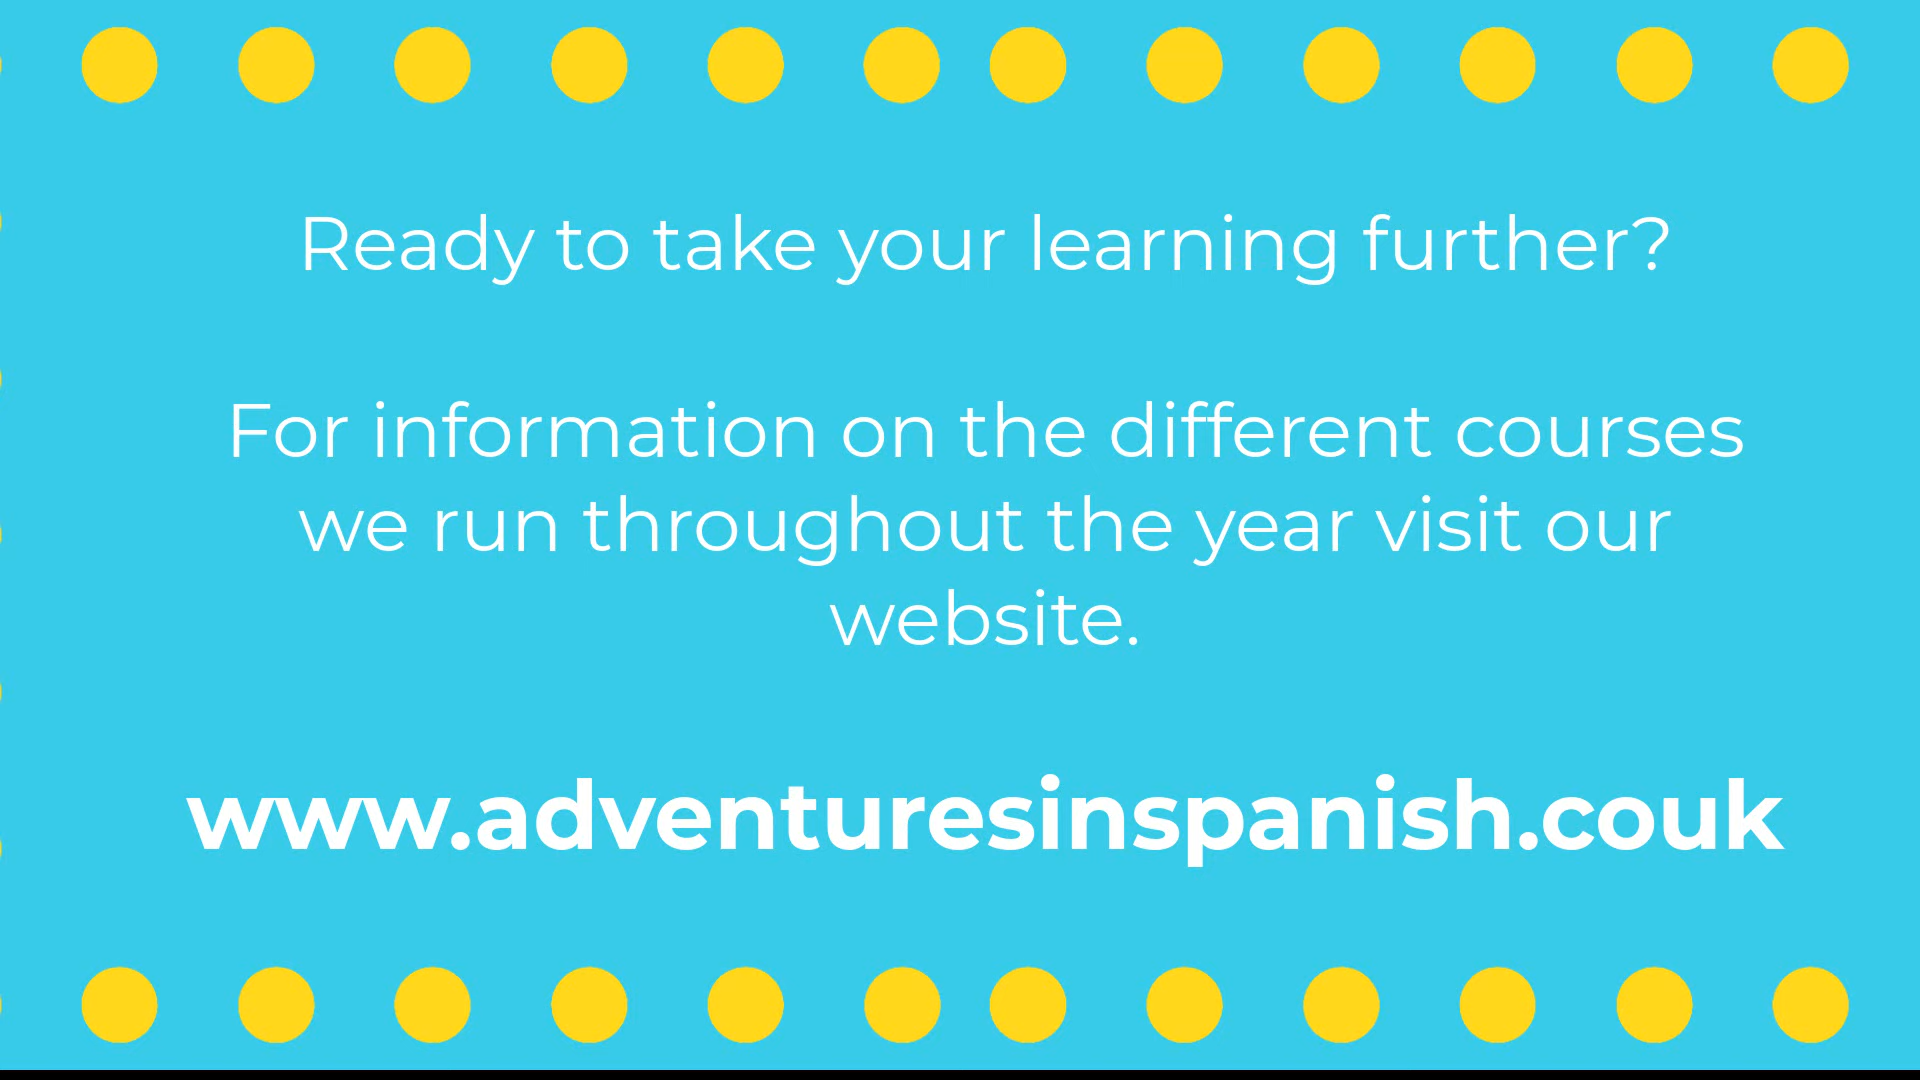 Ready to take your learning further?
For information on the different courses
we run throughout the year visit our
website.
www.adventuresinspanish.couk